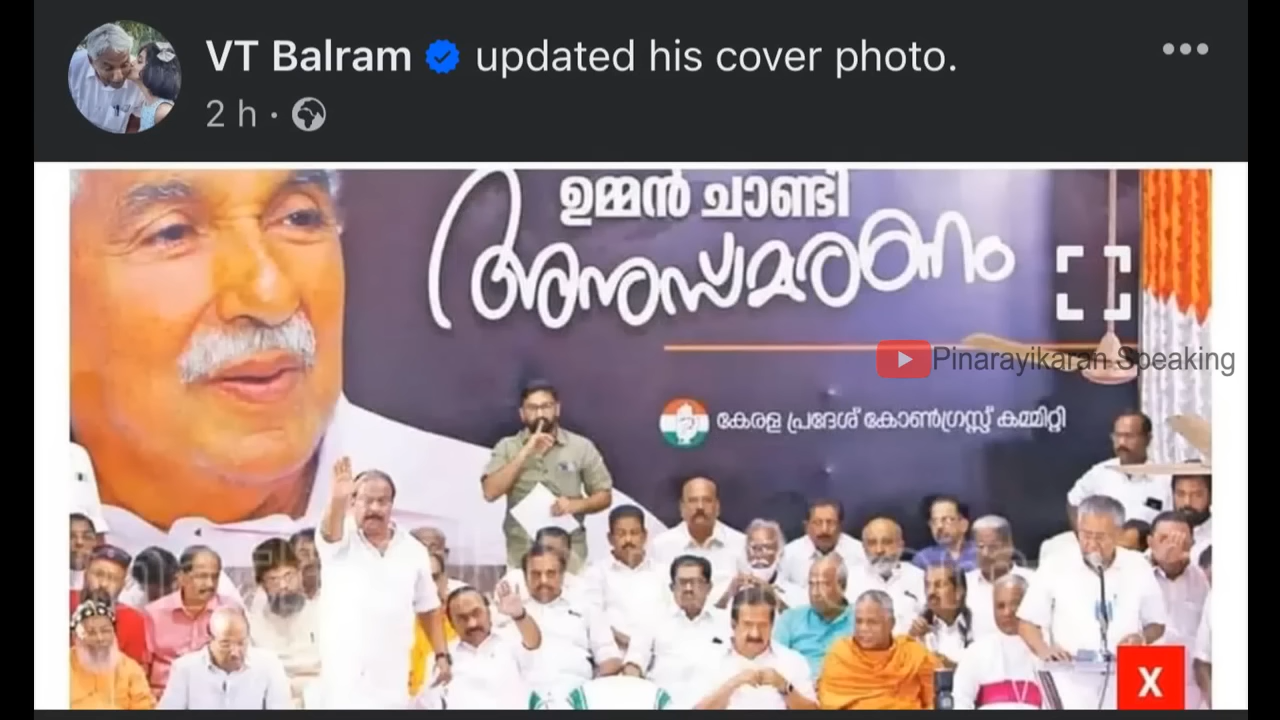 VT Balram updated his cover photo.
2 h ·
ഉമ്മൻ ചാണ്ടി
അനുസ്മരണം
Pinarayikaran Speaking
കേരള പ്രദേശ് കോൺഗ്രസ്സ് കമ്മിറ്റി
X